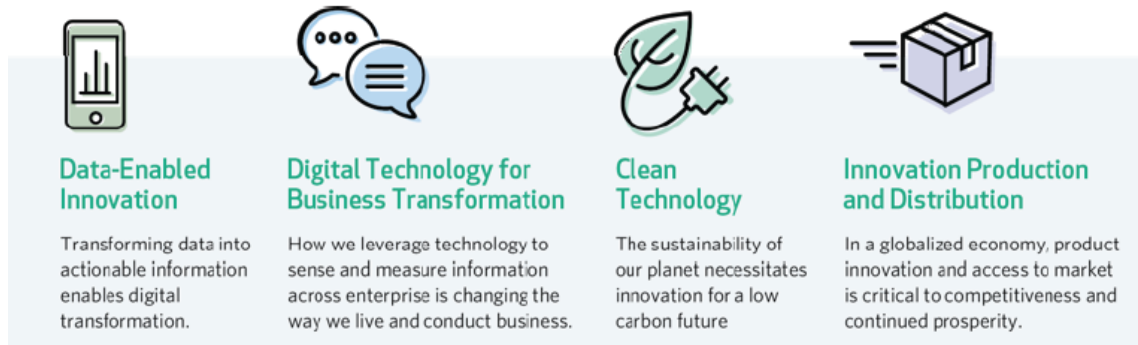 Data-Enabled
Innovation
Transforming data into
actionable information
enables digital
transformation.
Digital Technology for
Business Transformation
How we leverage technology to
sense and measure information
across enterprise is changing the
way we live and conduct business.
Clean
Technology
The sustainability of
our planet necessitates
innovation for a low
carbon future
Innovation Production
and Distribution
In a globalized economy, product
innovation and access to market
is critical to competitiveness and
continued prosperity.